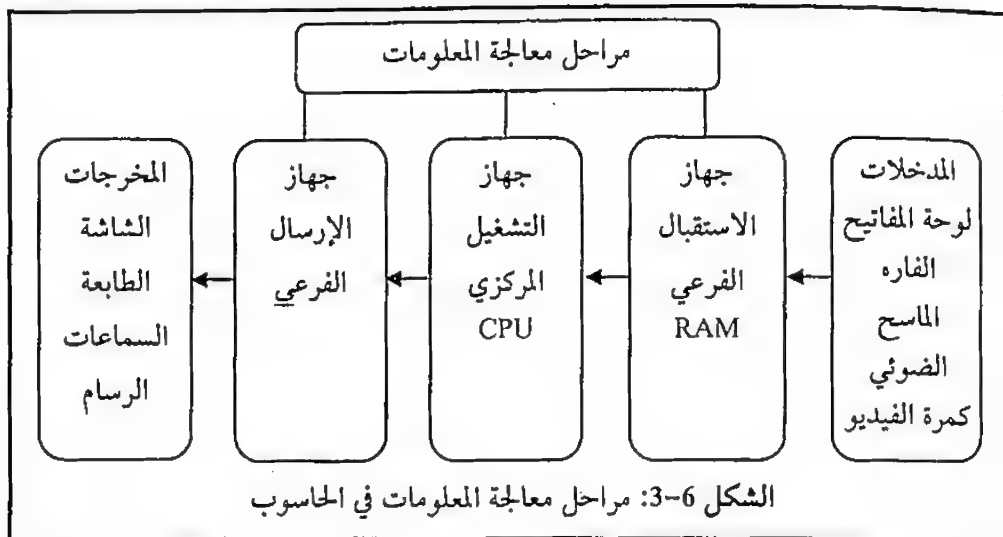 مراحل معالجة المعلومات
المدخلات
لوحة المفاتيح
الفاره
الماسح
الضوئي
كمرة الفيديو
جهاز
الاستقبال
الفرعي
RAM
جهاز
التشغيل
المركزي
CPU
جهاز
الإرسال
الفرعي
المخرجات
الشاشة
الطابعة
السماعات
الرسام
الشكل 6-3: مراحل معالجة المعلومات في الحاسوب